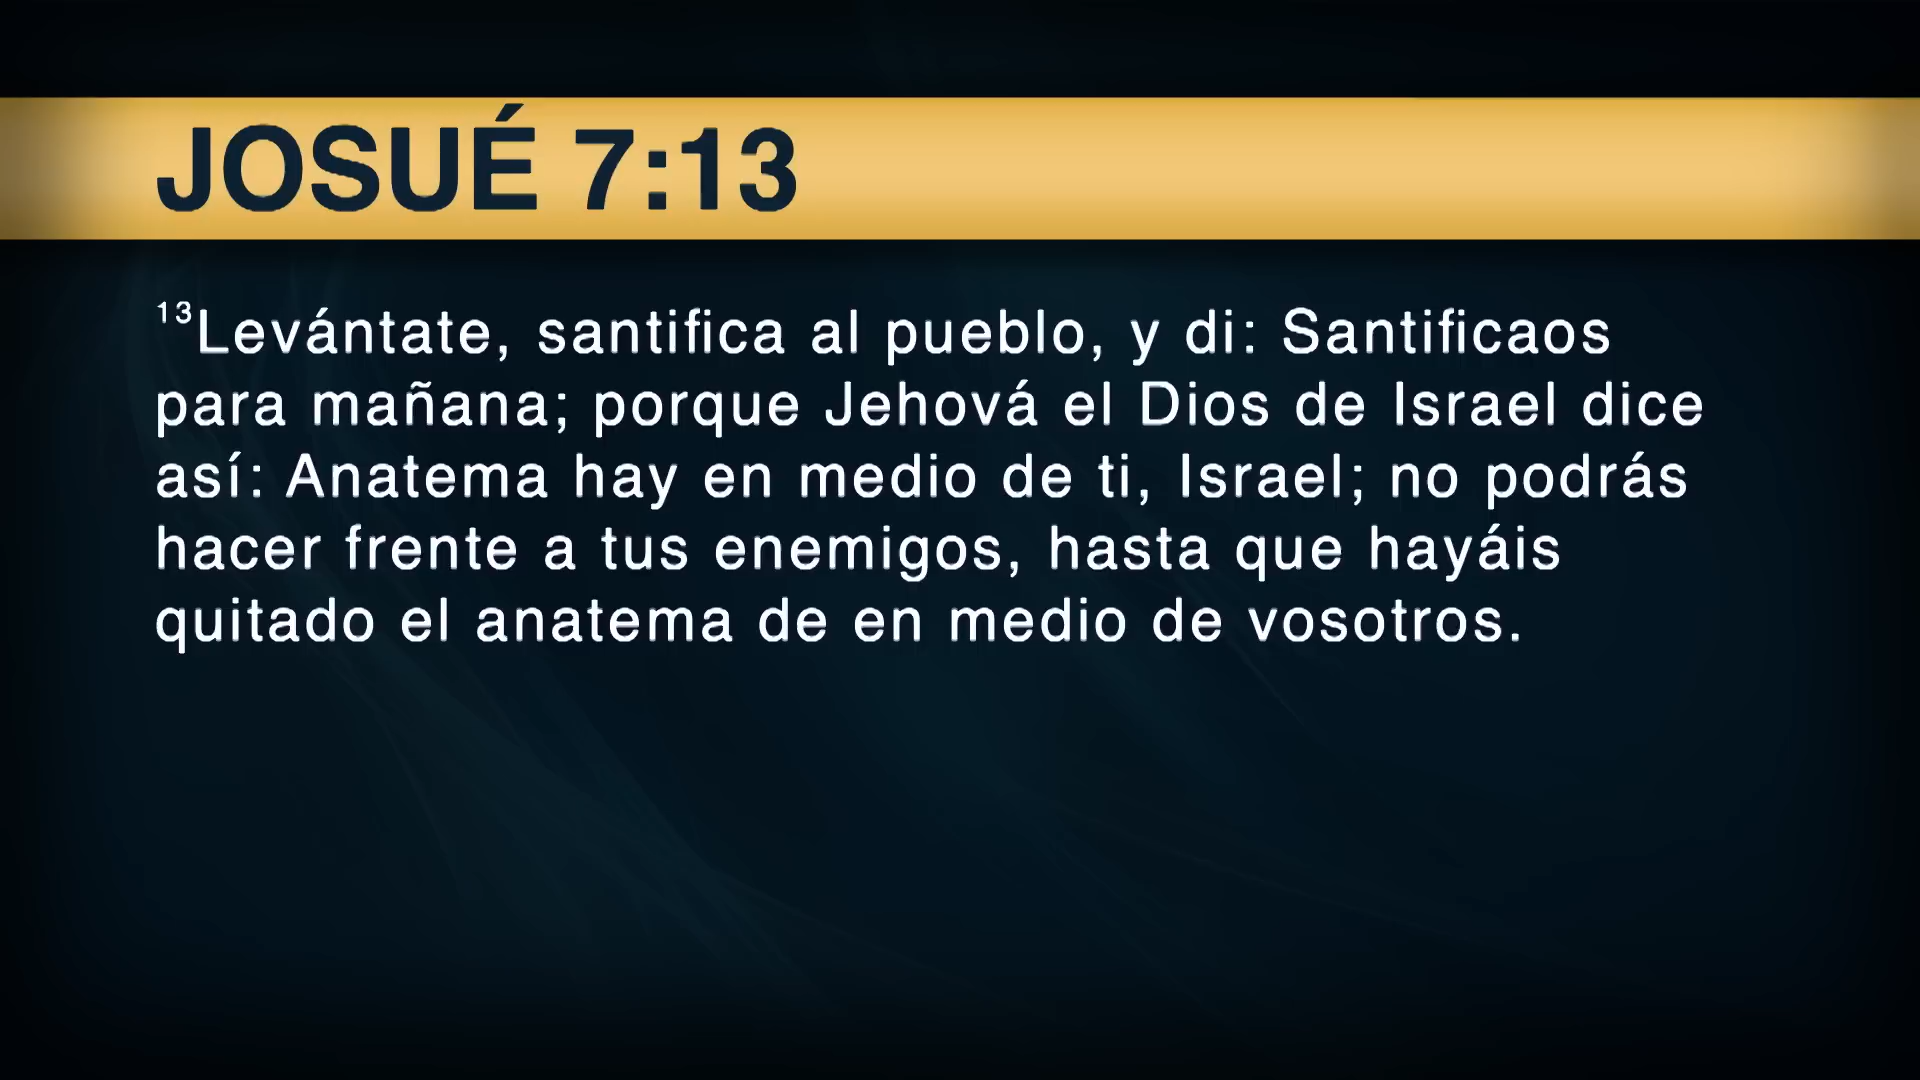 JOSUÉ 7:13
¹³Levántate, santifica al pueblo, y di: Santificaos
para mañana; porque Jehová el Dios de Israel dice
así: Anatema hay en medio de ti, Israel; no podrás
hacer frente a tus enemigos, hasta que hayáis
quitado el anatema de en medio de vosotros.